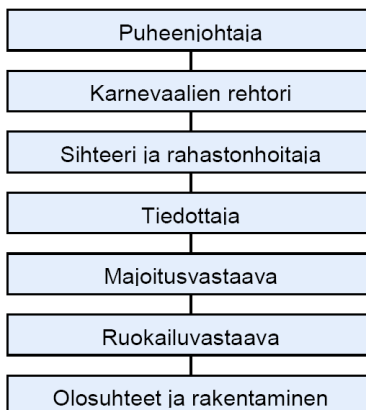 Puheenjohtaja
Karnevaalien rehtori
Sihteeri ja rahastonhoitaja
Tiedottaja
Majoitusvastaava
Ruokailuvastaava
Olosuhteet ja rakentaminen